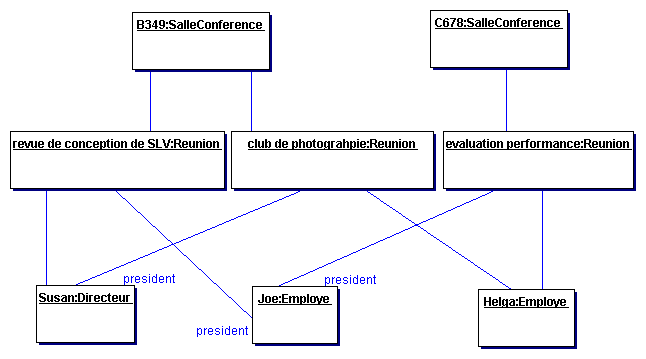 B349:SalleConference
C678:SalleConference
revue de conception de SLV:Reunion
club de photograhpie:Reunion
evaluation performance:Reunion
president
president
Susan:Directeur
Joe:Employe
Helga:Employe
president